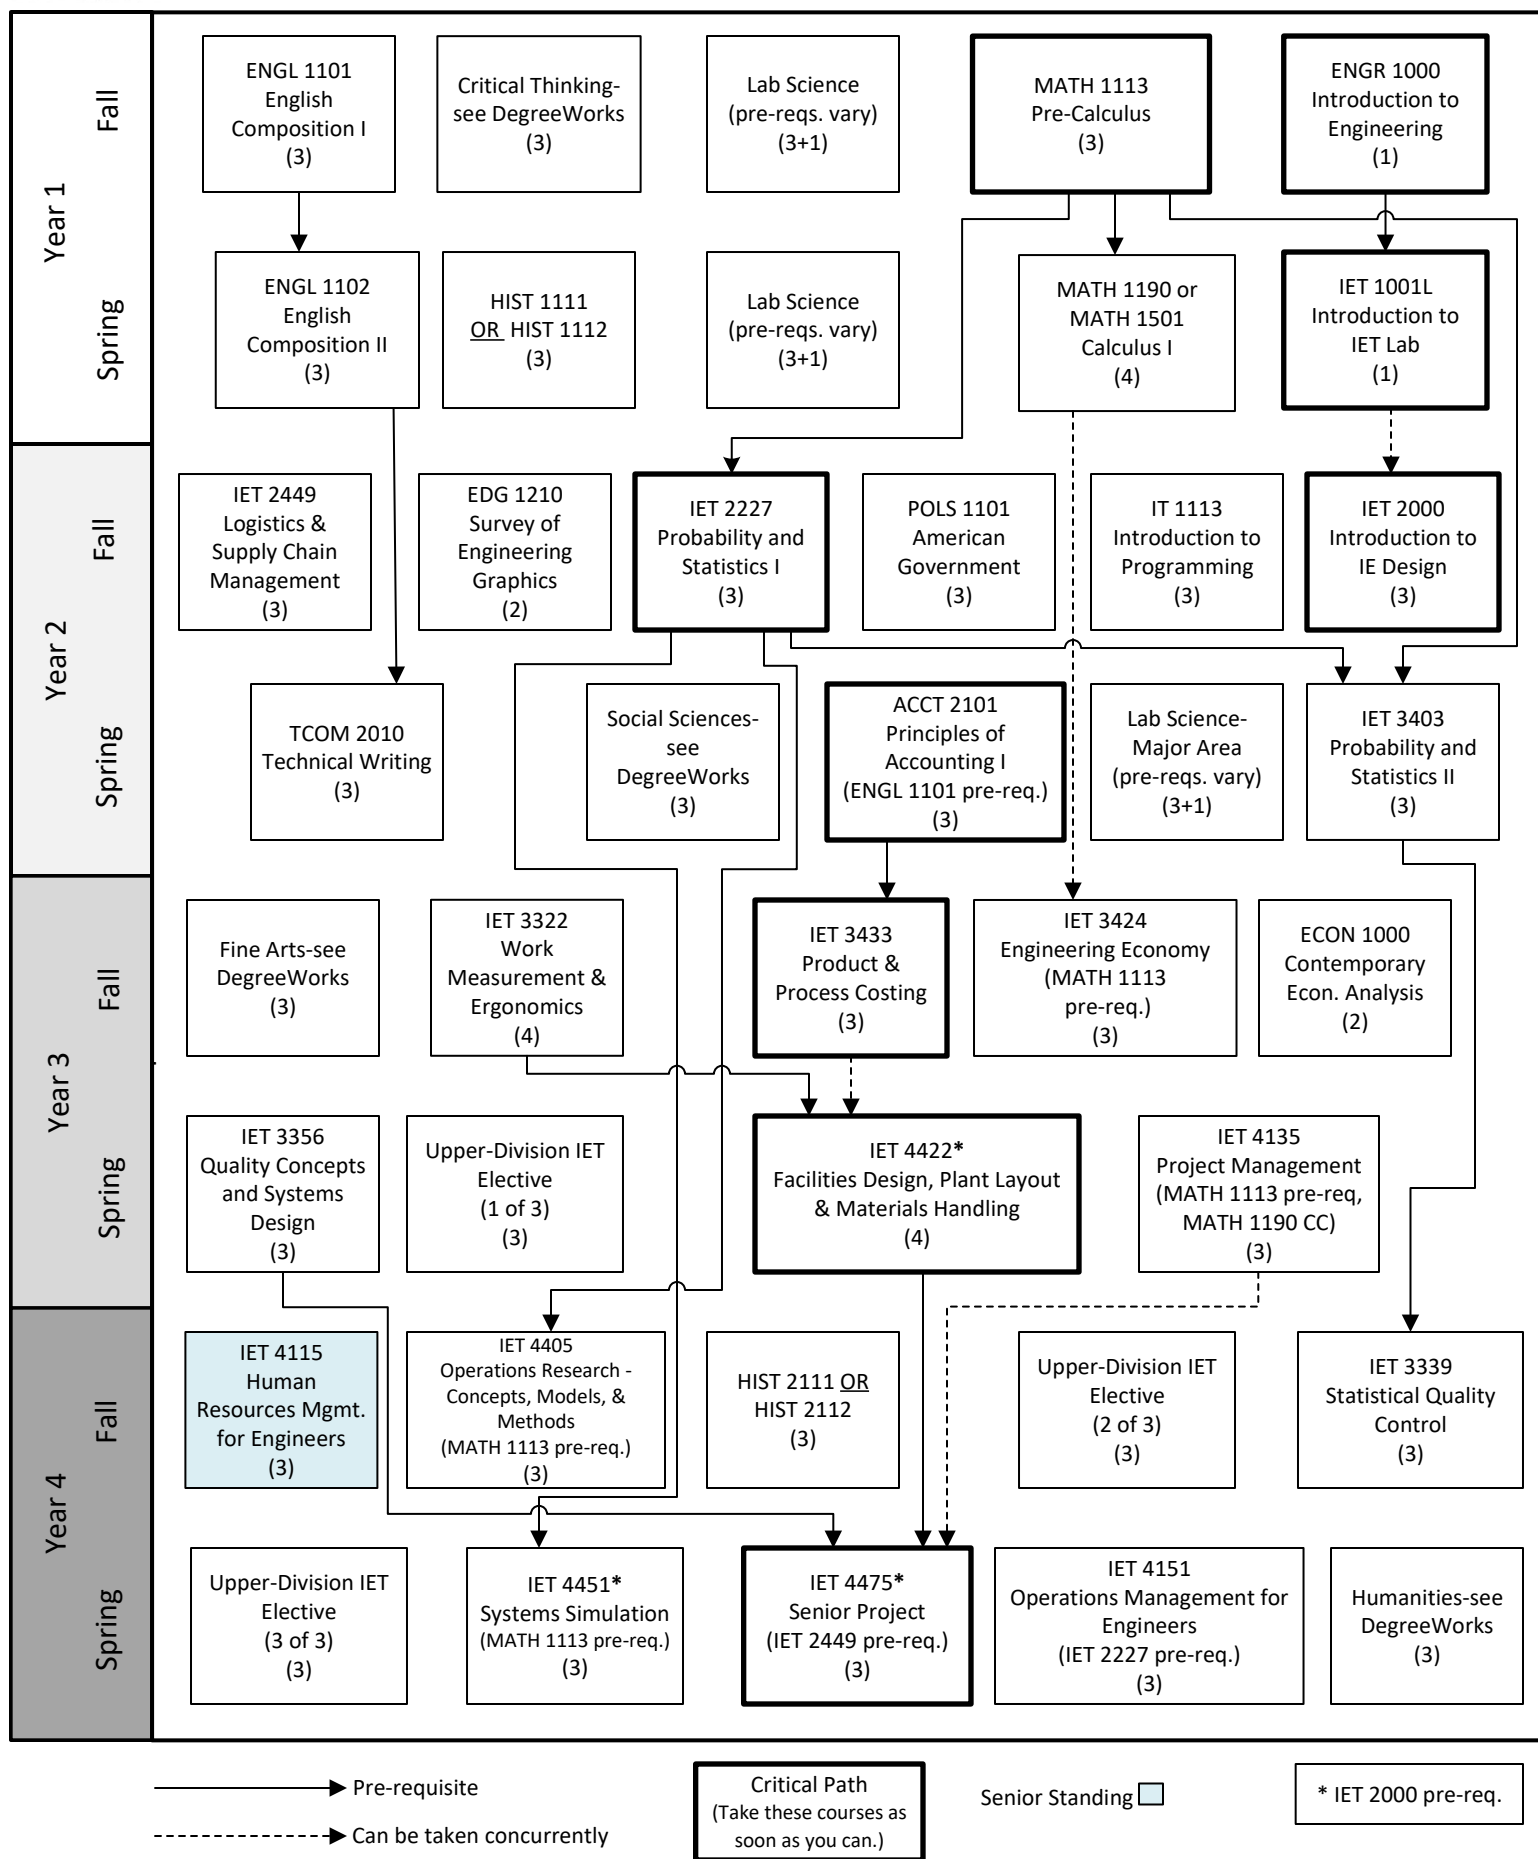 Year 1
Fall
ENGL 1101
English
Composition I
(3)
Critical Thinking-
see DegreeWorks
(3)
Lab Science
(pre-reqs. vary)
(3+1)
MATH 1113
Pre-Calculus
(3)
ENGR 1000
Introduction to
Engineering
(1)
Spring
ENGL 1102
English
Composition II
(3)
HIST 1111
OR HIST 1112
(3)
Lab Science
(pre-reqs. vary)
(3+1)
MATH 1190 or
MATH 1501
Calculus I
(4)
IET 1001L
Introduction to
IET Lab
(1)
Year 2
Fall
IET 2449
Logistics &
Supply Chain
Management
(3)
EDG 1210
Survey of
Engineering
Graphics
(2)
IET 2227
Probability and
Statistics I
(3)
POLS 1101
American
Government
(3)
IT 1113
Introduction to
Programming
(3)
IET 2000
Introduction to
IE Design
(3)
Spring
TCOM 2010
Technical Writing
(3)
Social Sciences-
see
DegreeWorks
(3)
ACCT 2101
Principles of
Accounting I
(ENGL 1101 pre-req.)
(3)
Lab Science-
Major Area
(pre-reqs. vary)
(3+1)
IET 3403
Probability and
Statistics II
(3)
Year 3
Fall
Fine Arts-see
DegreeWorks
(3)
IET 3322
Work
Measurement &
Ergonomics
(4)
IET 3433
Product &
Process Costing
(3)
IET 3424
Engineering Economy
(MATH 1113
pre-req.)
(3)
ECON 1000
Contemporary
Econ. Analysis
(2)
Spring
IET 3356
Quality Concepts
and Systems
Design
(3)
Upper-Division IET
Elective
(1 of 3)
(3)
IET 4422*
Facilities Design, Plant Layout
& Materials Handling
(4)
IET 4135
Project Management
(MATH 1113 pre-req,
MATH 1190 CC)
(3)
Year 4
Fall
IET 4115
Human
Resources Mgmt.
for Engineers
(3)
IET 4405
Operations Research -
Concepts, Models, &
Methods
(MATH 1113 pre-req.)
(3)
HIST 2111 OR
HIST 2112
(3)
Upper-Division IET
Elective
(2 of 3)
(3)
IET 3339
Statistical Quality
Control
(3)
Spring
Upper-Division IET
Elective
(3 of 3)
(3)
IET 4451*
Systems Simulation
(MATH 1113 pre-req.)
(3)
IET 4475*
Senior Project
(IET 2449 pre-req.)
(3)
IET 4151
Operations Management for
Engineers
(IET 2227 pre-req.)
(3)
Humanities-see
DegreeWorks
(3)
Pre-requisite
Can be taken concurrently
Critical Path
(Take these courses as
soon as you can.)
Senior Standing
* IET 2000 pre-req.